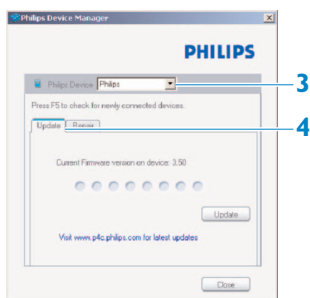 Philips Device Manager
PHILIPS
Philips Device Philips
3
Press F5 to check for newly connected devices.
Update Repair
4
Current Firmware version on device: 3.50
Update
Visit www.p4c.philips.com for latest updates
Close